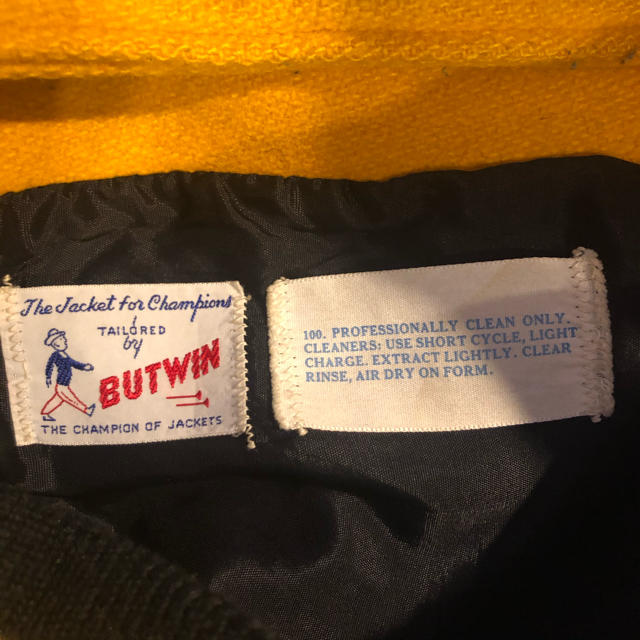 The Jacket for Champions
TAILORED
by
BUTWIN
THE CHAMPION OF JACKETS
100. PROFESSIONALLY CLEAN ONLY.
CLEANERS; USE SHORT CYCLE, LIGHT
CHARGE. EXTRACT LIGHTLY. CLEAR
RINSE, AIR DRY ON FORM.